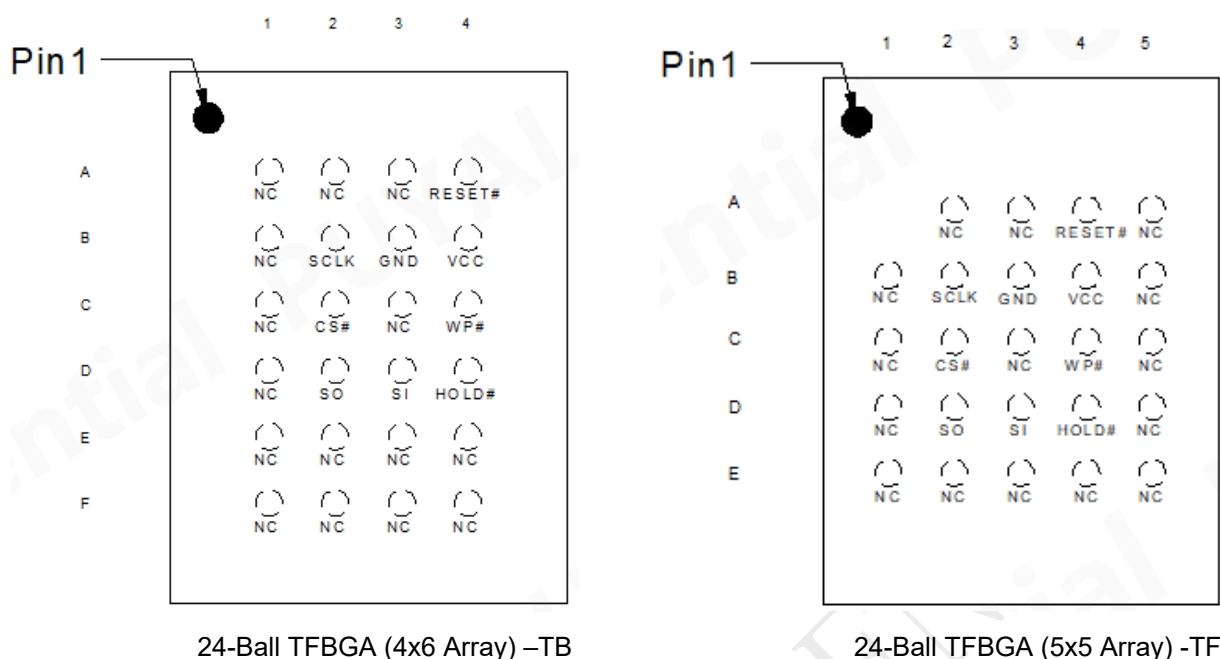 1 2 3 4
Pin1
A
NC NC NC RESET#
B
NC SCLK GND VCC
C
NC CS# NC WP#
D
NC SO SI HOLD#
E
NC NC NC NC
F
NC NC NC NC
24-Ball TFBGA (4x6 Array) –TB
1 2 3 4 5
Pin1
A
NC NC RESET# NC
B
NC SCLK GND VCC NC
C
NC CS# NC WP# NC
D
NC SO SI HOLD# NC
E
NC NC NC NC NC
24-Ball TFBGA (5x5 Array) -TF